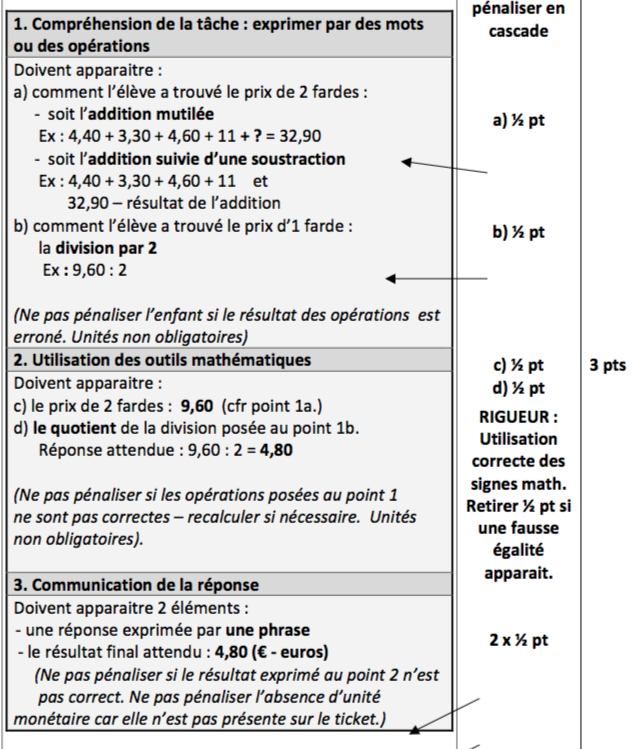 pénaliser en
cascade
1. Compréhension de la tâche : exprimer par des mots
ou des opérations
Doivent apparaitre :
a) comment l'élève a trouvé le prix de 2 fardes :
- soit l'addition mutilée
Ex : 4,40 + 3,30 + 4,60 + 11 + ? = 32,90
- soit l'addition suivie d'une soustraction
Ex : 4,40 + 3,30 + 4,60 + 11 et
32,90 – résultat de l'addition
b) comment l'élève a trouvé le prix d'1 farde :
la division par 2
Ex : 9,60 : 2
(Ne pas pénaliser l'enfant si le résultat des opérations est
erroné. Unités non obligatoires)
a) ½ pt
b) ½ pt
2. Utilisation des outils mathématiques
Doivent apparaitre :
c) le prix de 2 fardes : 9,60 (cfr point 1a.)
d) le quotient de la division posée au point 1b.
Réponse attendue : 9,60 : 2 = 4,80
(Ne pas pénaliser si les opérations posées au point 1
ne sont pas correctes – recalculer si nécessaire. Unités
non obligatoires).
c) ½ pt
d) ½ pt
RIGUEUR :
Utilisation
correcte des
signes math.
Retirer ½ pt si
une fausse
égalité
apparait.
3 pts
3. Communication de la réponse
Doivent apparaitre 2 éléments :
- une réponse exprimée par une phrase
- le résultat final attendu : 4,80 (€ - euros)
(Ne pas pénaliser si le résultat exprimé au point 2 n'est
pas correct. Ne pas pénaliser l'absence d'unité
monétaire car elle n'est pas présente sur le ticket.)
2 x ½ pt